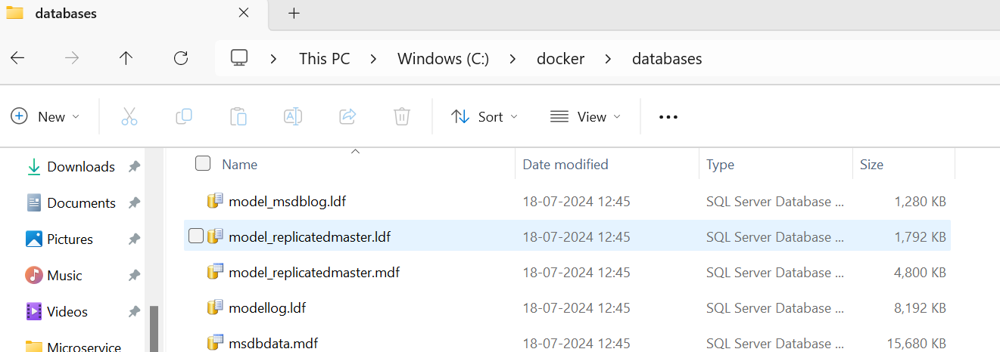 databases
This PC > Windows (C:) > docker > databases
New
Sort
View
Name Date modified Type Size
Downloads
Documents
Pictures
Music
Videos
Microservice
model_msdblog.ldf 18-07-2024 12:45 SQL Server Database ... 1,280 KB
model_replicatedmaster.ldf 18-07-2024 12:45 SQL Server Database ... 1,792 KB
model_replicatedmaster.mdf 18-07-2024 12:45 SQL Server Database ... 4,800 KB
modellog.ldf 18-07-2024 12:45 SQL Server Database ... 8,192 KB
msdbdata.mdf 18-07-2024 12:45 SQL Server Database ... 15,680 KB